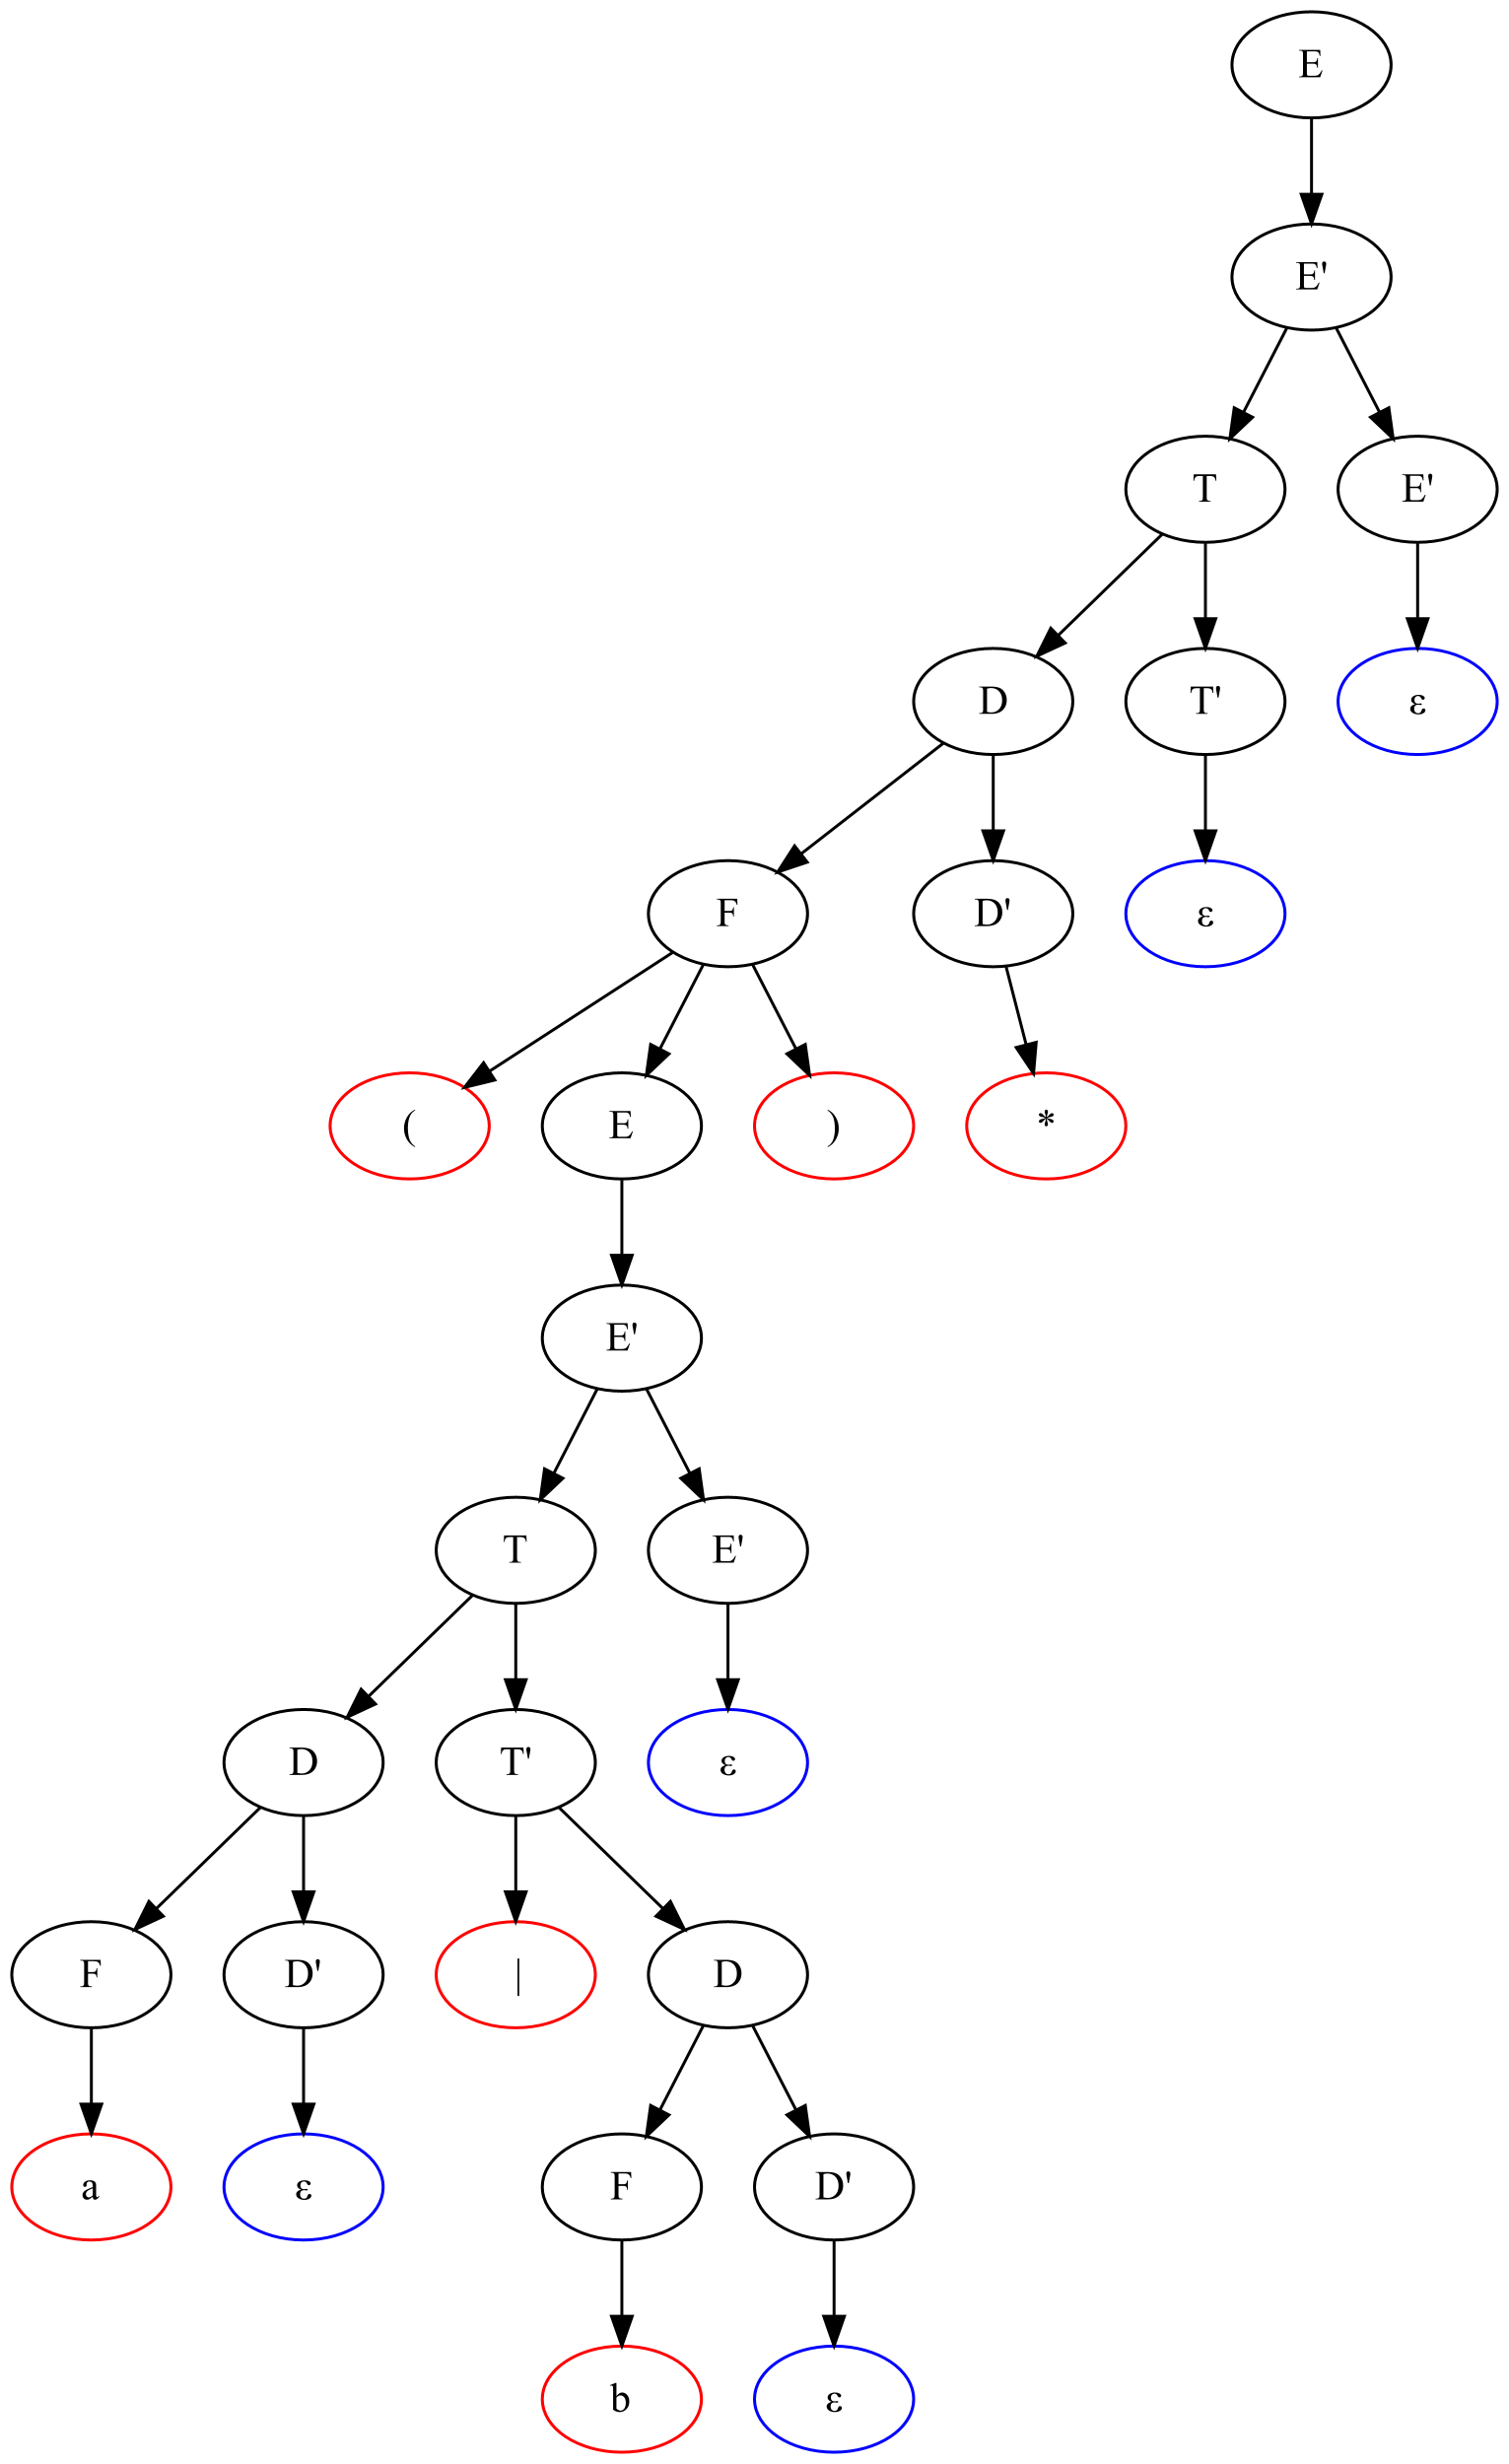 E
E'
T E'
D T' ε
F D' ε
( E ) *
E'
T E'
D T' ε
F D' | D
a ε F D'
b ε